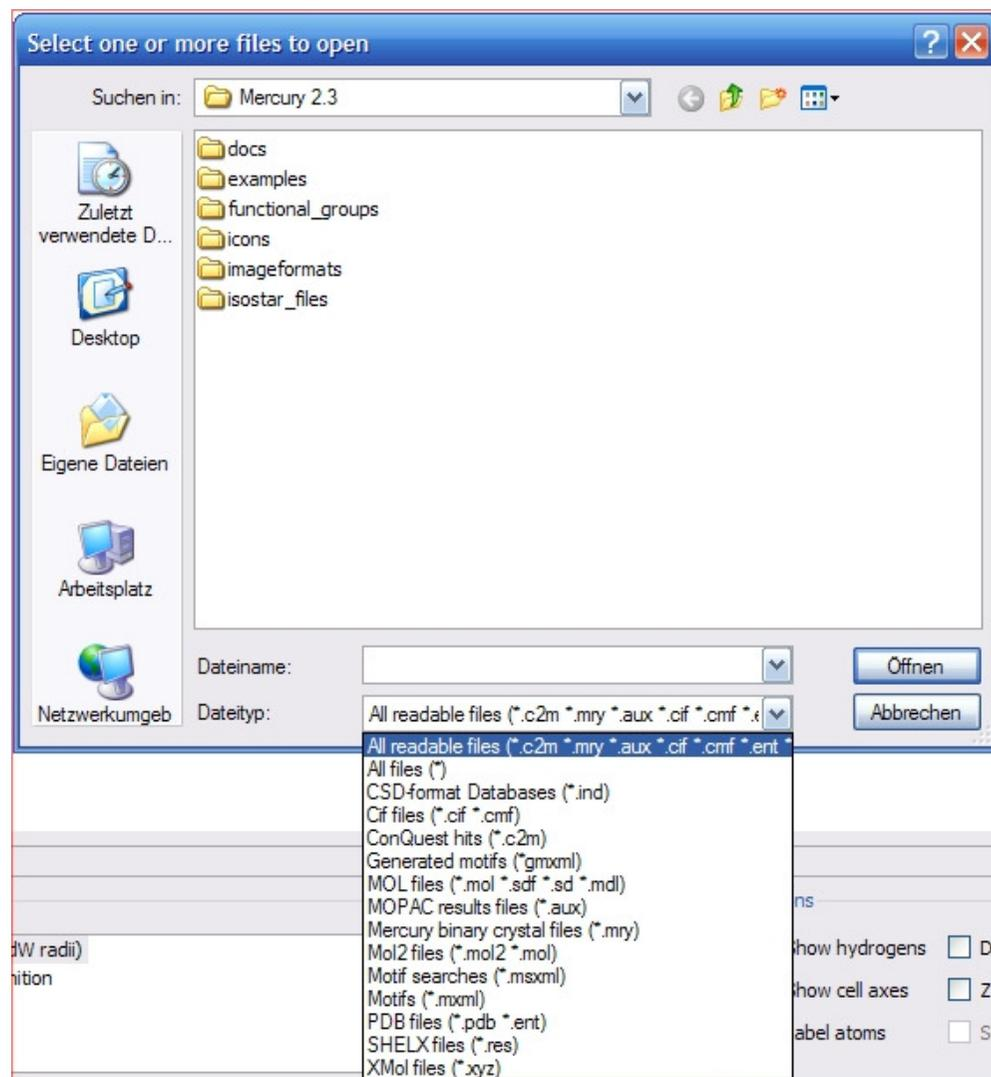 Select one or more files to open
Suchen in:
Mercury 2.3
docs
examples
functional_groups
icons
imageformats
isostar_files
Zuletzt
verwendete D...
Desktop
Eigene Dateien
Arbeitsplatz
Netzwerkumgeb
Dateiname:
Öffnen
Dateityp:
All readable files (*.c2m *.mry *.aux *.cif *.cmf *.e
Abbrechen
All readable files (*.c2m *.mry *.aux *.cif *.cmf *.ent *
All files (*)
CSD-format Databases (*.ind)
Cif files (*.cif *.cmf)
ConQuest hits (*.c2m)
Generated motifs (*gmxml)
MOL files (*.mol *.sdf *.sd *.mdl)
MOPAC results files (*.aux)
Mercury binary crystal files (*.mry)
Mol2 files (*.mol2 *.mol)
Motif searches (*.msxml)
Motifs (*.mxml)
PDB files (*.pdb *.ent)
SHELX files (*.res)
XMol files (*.xyz)
dW radii)
nition
ns
Show hydrogens
D
Show cell axes
Z
abel atoms
S